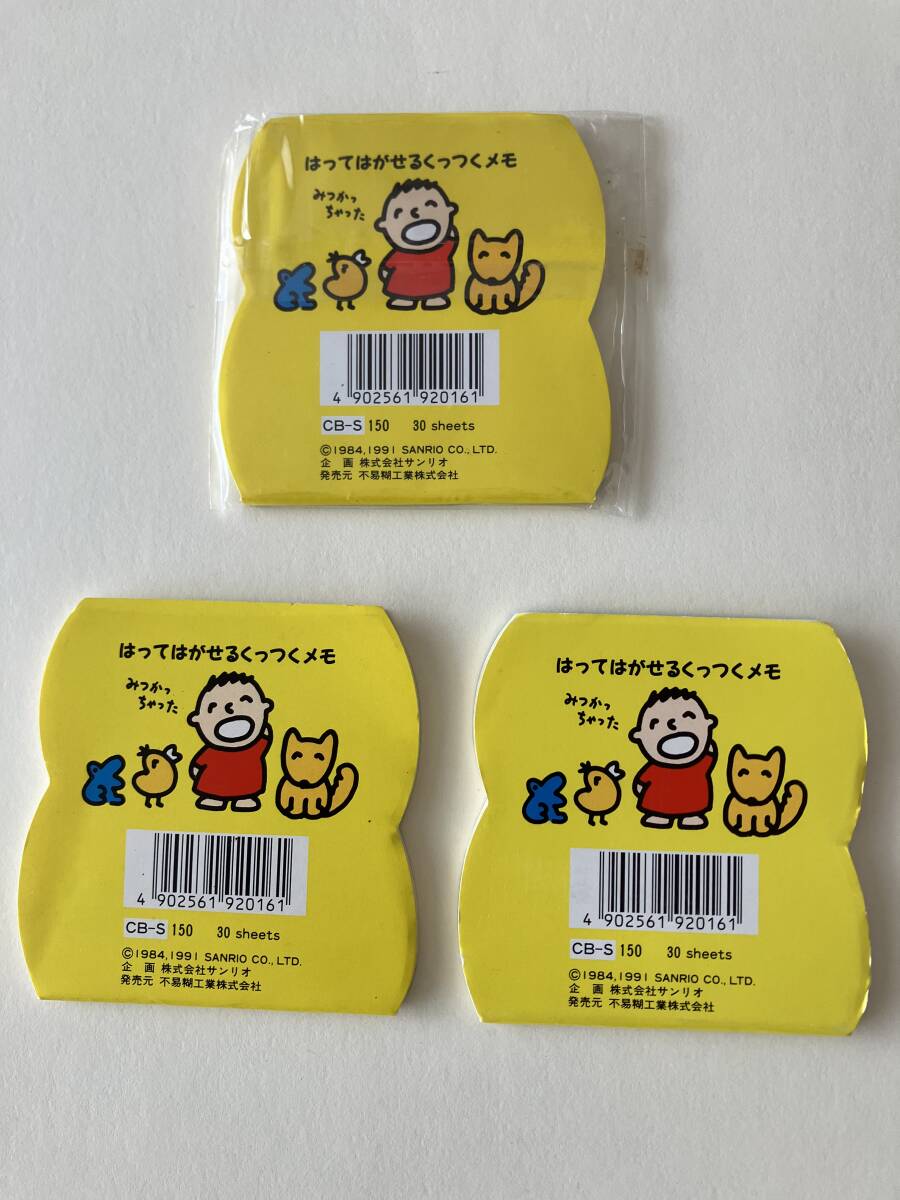 はってはがせるくっつくメモ
みつかっ
ちゃった
4 902561 920161
CB-S 150 30 sheets
©1984,1991 SANRIO CO., LTD.
企 画 株式会社サンリオ
発売元 不易糊工業株式会社
はってはがせるくっつくメモ
みつかっ
ちゃった
4 902561 920161
CB-S 150 30 sheets
©1984,1991 SANRIO CO., LTD.
企 画 株式会社サンリオ
発売元 不易糊工業株式会社
はってはがせるくっつくメモ
みつかっ
ちゃった
4 902561 920161
CB-S 150 30 sheets
©1984,1991 SANRIO CO., LTD.
企 画 株式会社サンリオ
発売元 不易糊工業株式会社